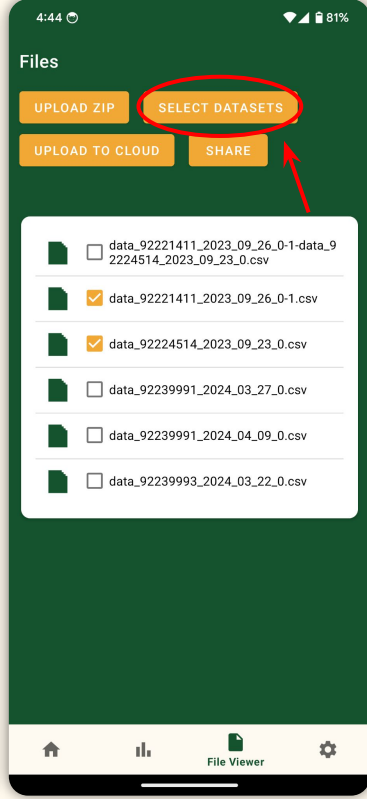 4:44 81%
Files
UPLOAD ZIP SELECT DATASETS
UPLOAD TO CLOUD SHARE
data_92221411_2023_09_26_0-1-data_9
2224514_2023_09_23_0.csv
data_92221411_2023_09_26_0-1.csv
data_92224514_2023_09_23_0.csv
data_92239991_2024_03_27_0.csv
data_92239991_2024_04_09_0.csv
data_92239993_2024_03_22_0.csv
File Viewer